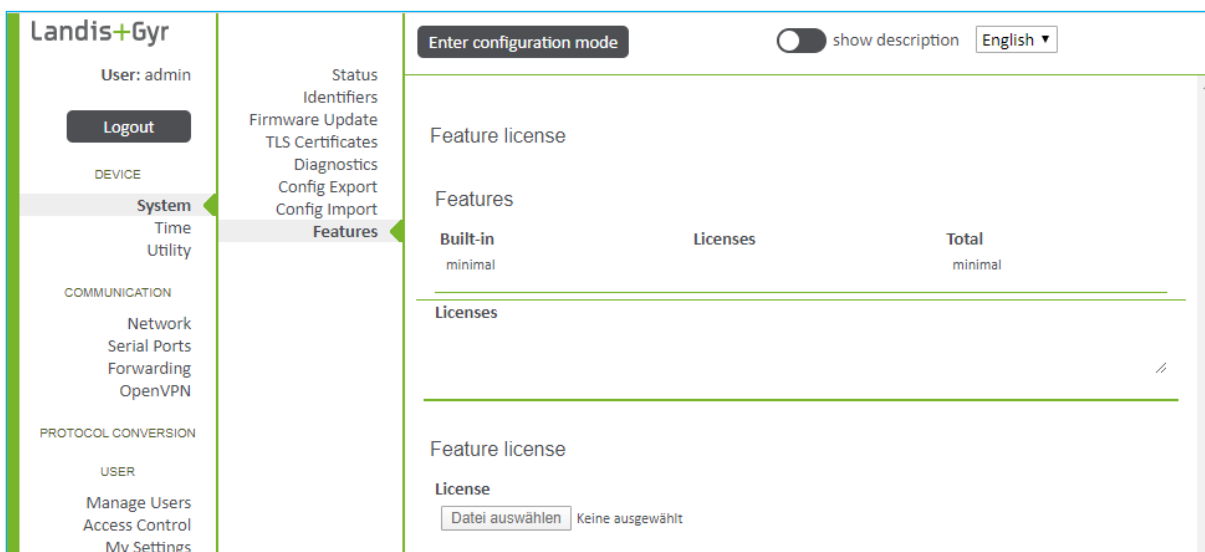 Landis+Gyr
User: admin
Logout
DEVICE
System
Time
Utility
COMMUNICATION
Network
Serial Ports
Forwarding
OpenVPN
PROTOCOL CONVERSION
USER
Manage Users
Access Control
My Settings
Status
Identifiers
Firmware Update
TLS Certificates
Diagnostics
Config Export
Config Import
Features
Enter configuration mode
show description
English
Feature license
Features
Built-in Licenses Total
minimal minimal
Licenses
Feature license
License
Datei auswählen Keine ausgewählt